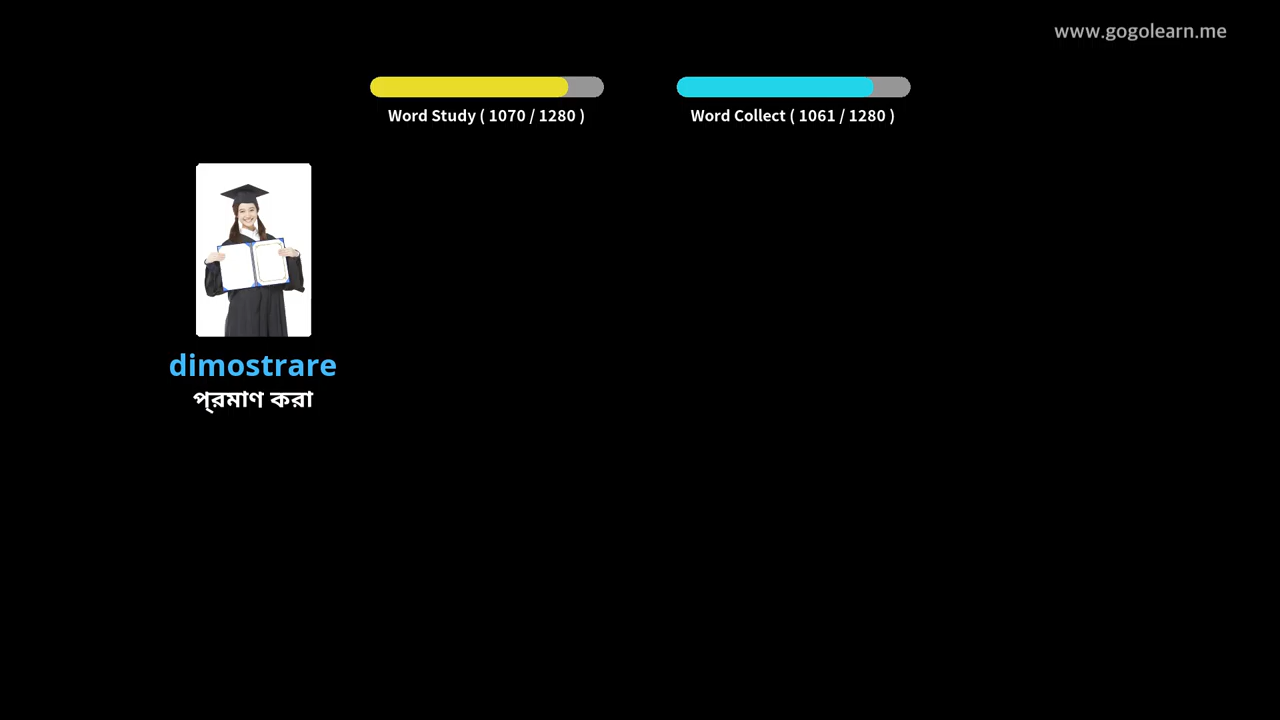 www.gogolearn.me
Word Study ( 1070 / 1280 )
Word Collect ( 1061 / 1280 )
dimostrare
প্রমাণ করা